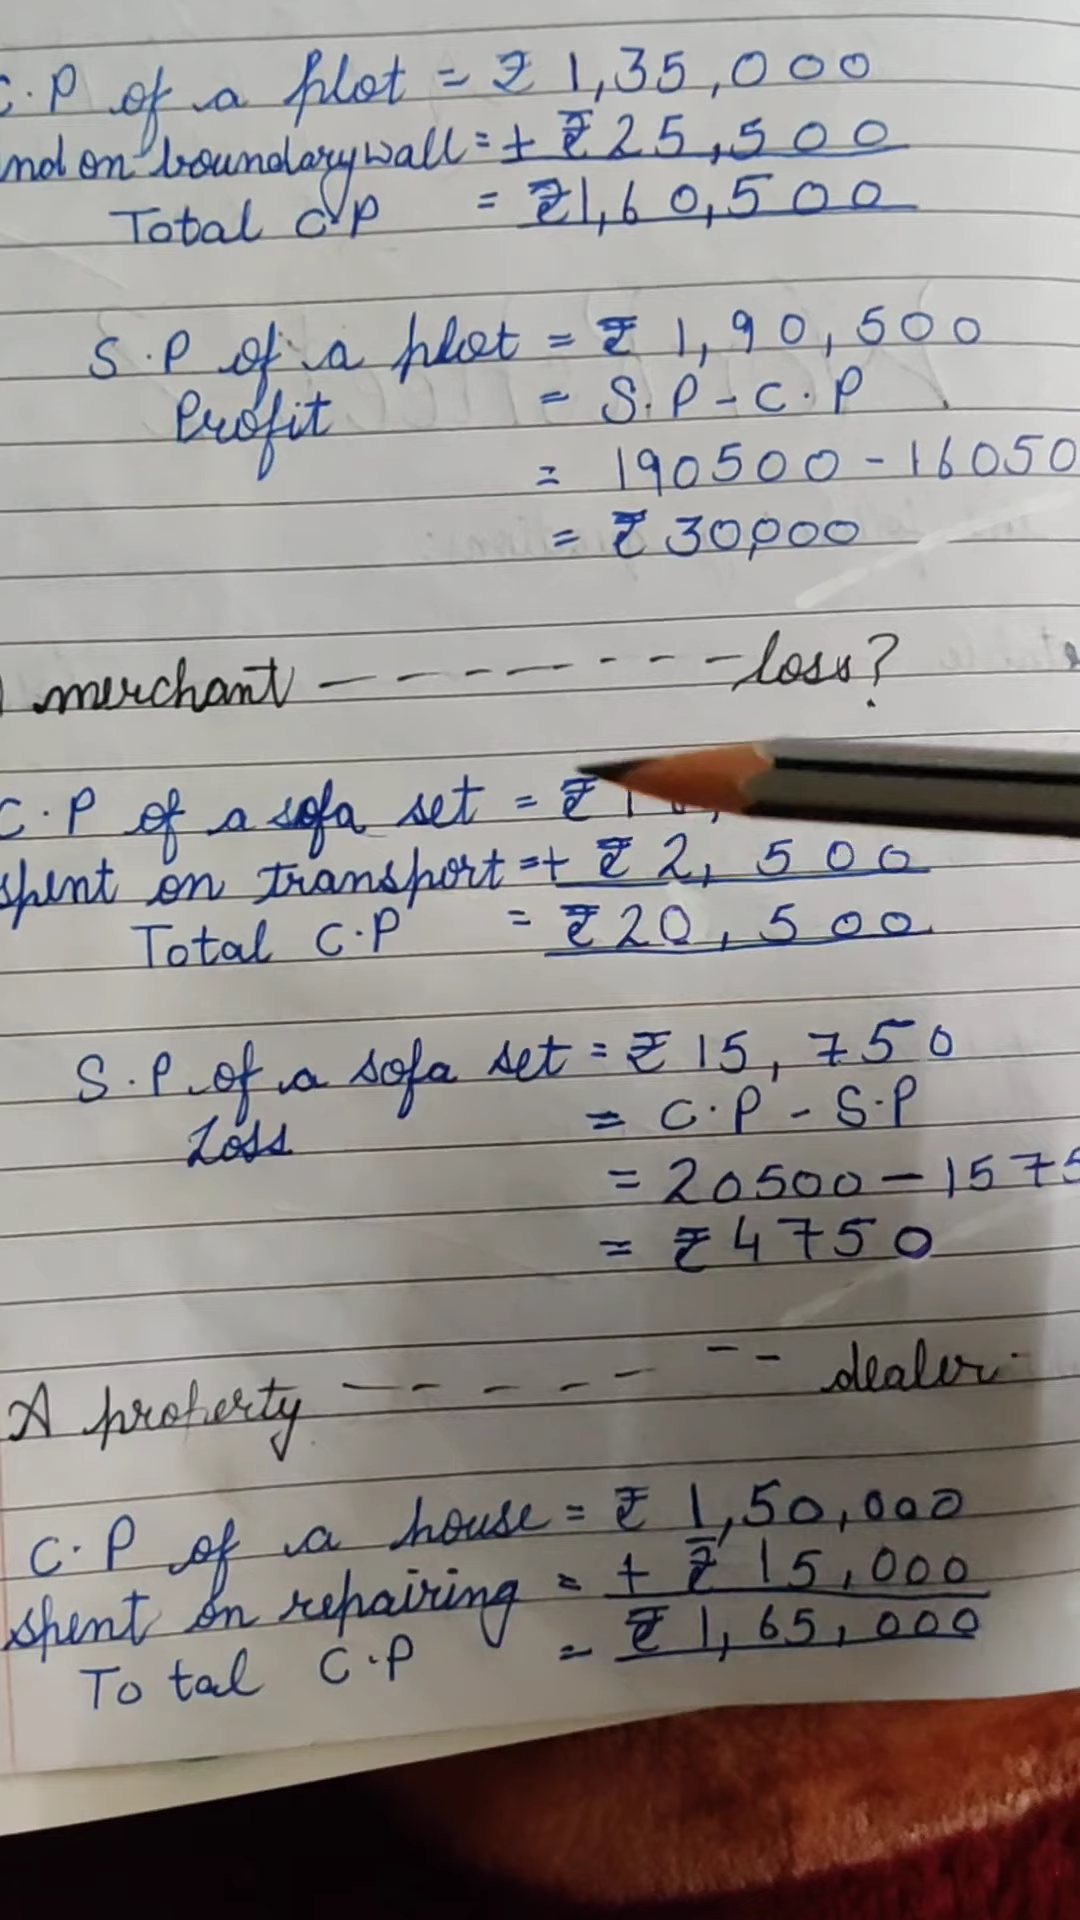 C.P of a plot = ₹ 1,35,000
nd on boundarywall = + ₹ 25,500
Total C.P = ₹1,60,500
S.P of a plot = ₹ 1,90,500
Profit = S.P - C.P
= 190500 - 16050
= ₹ 30,000
merchant - - - - - - - - loss?
C.P of a sofa set = ₹
spent on transport = + ₹ 2,500
Total C.P = ₹ 20,500
S.P of a sofa set = ₹ 15,750
Loss = C.P - S.P
= 20500 - 1575
= ₹ 4750
A property - - - - - - - dealer.
C.P of a house = ₹ 1,50,000
spent on repairing = + ₹ 15,000
Total C.P = ₹ 1,65,000